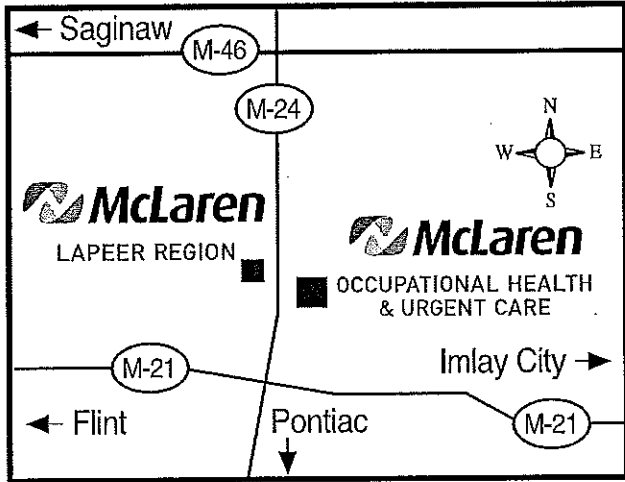 Saginaw
M-46
M-24
N
W E
S
McLaren
LAPEER REGION
McLaren
OCCUPATIONAL HEALTH
& URGENT CARE
Imlay City
M-21
Flint
Pontiac
M-21